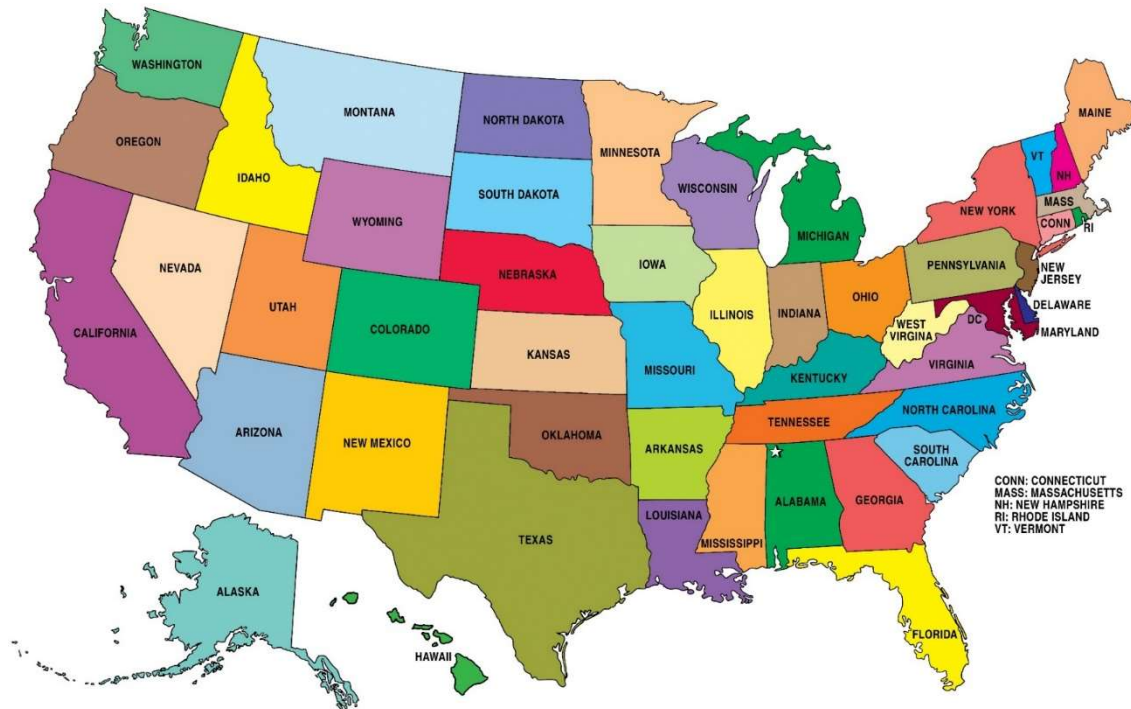 WASHINGTON
OREGON
IDAHO
MONTANA
NORTH DAKOTA
MINNESOTA
SOUTH DAKOTA
WISCONSIN
MICHIGAN
WYOMING
NEBRASKA
IOWA
NEVADA
UTAH
COLORADO
CALIFORNIA
KANSAS
MISSOURI
ILLINOIS
INDIANA
OHIO
KENTUCKY
WEST
VIRGINA
VIRGINIA
PENNSYLVANIA
NEW YORK
VT
NH
MAINE
MASS
CONN
RI
NEW
JERSEY
DELAWARE
MARYLAND
DC
ARIZONA
NEW MEXICO
OKLAHOMA
ARKANSAS
TENNESSEE
NORTH CAROLINA
SOUTH
CAROLINA
TEXAS
LOUISIANA
MISSISSIPPI
ALABAMA
GEORGIA
FLORIDA
ALASKA
HAWAII
CONN: CONNECTICUT
MASS: MASSACHUSETTS
NH: NEW HAMPSHIRE
RI: RHODE ISLAND
VT: VERMONT